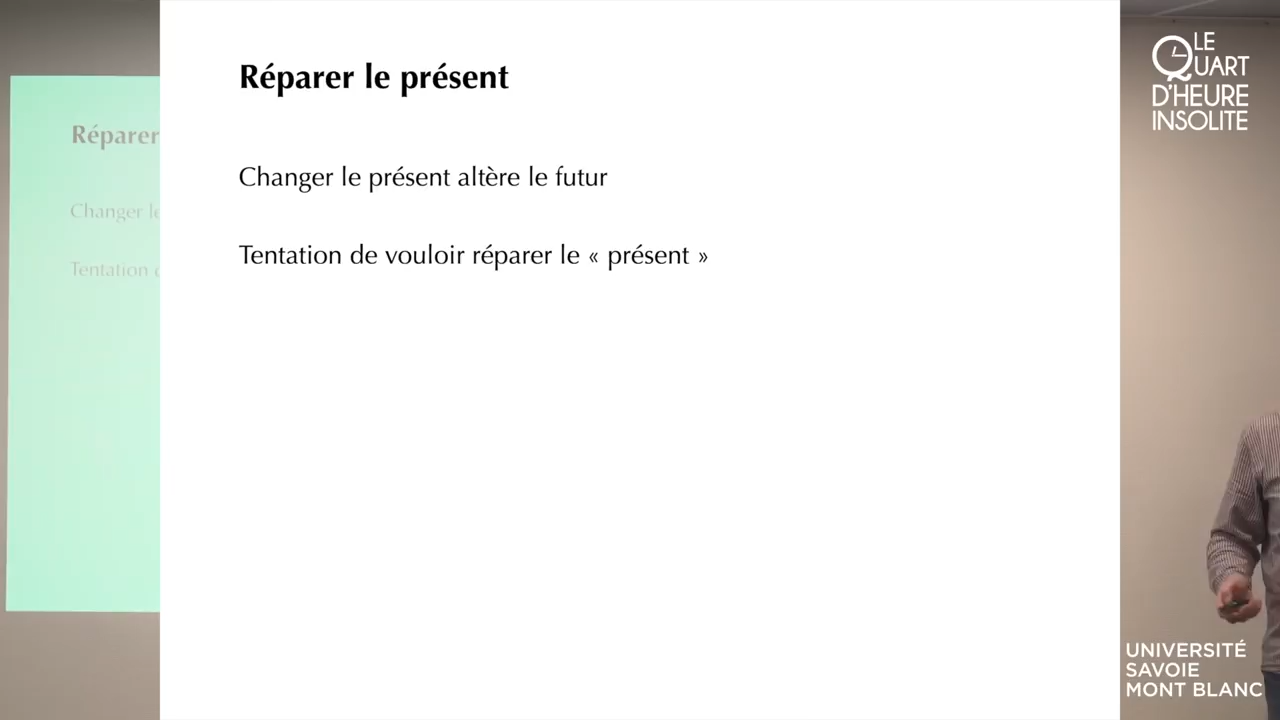 Réparer le présent
Changer le présent altère le futur
Tentation de vouloir réparer le « présent »
Réparer
Changer le
Tentation
LE
QUART
D'HEURE
INSOLITE
UNIVERSITÉ
SAVOIE
MONT BLANC